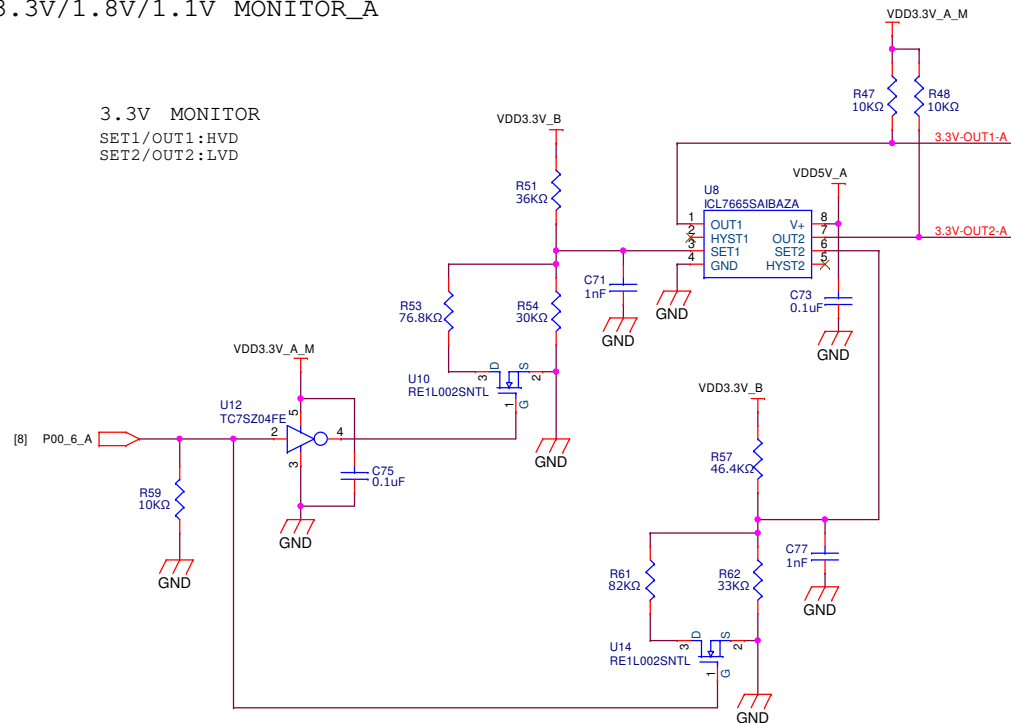 3.3V/1.8V/1.1V MONITOR_A
VDD3.3V_A_M
3.3V MONITOR
SET1/OUT1:HVD
SET2/OUT2:LVD
R47
10KΩ
R48
10KΩ
VDD3.3V_B
3.3V-OUT1-A
VDD5V_A
R51
36KΩ
U8
ICL7665SAIBAZA
1 OUT1 V+ 8
2 HYST1 OUT2 7
3 SET1 SET2 6
4 GND HYST2 5
3.3V-OUT2-A
C71
1nF
GND
GND
C73
0.1uF
GND
R53
76.8KΩ
R54
30KΩ
VDD3.3V_A_M
U10
RE1L002SNTL
3 D S 2
1 G
VDD3.3V_B
U12
TC7SZ04FE
5
2 4
3
[8] P00_6_A
GND
C75
0.1uF
R57
46.4KΩ
R59
10KΩ
GND
GND
C77
1nF
GND
R61
82KΩ
R62
33KΩ
U14
RE1L002SNTL
3 D S 2
1 G
GND